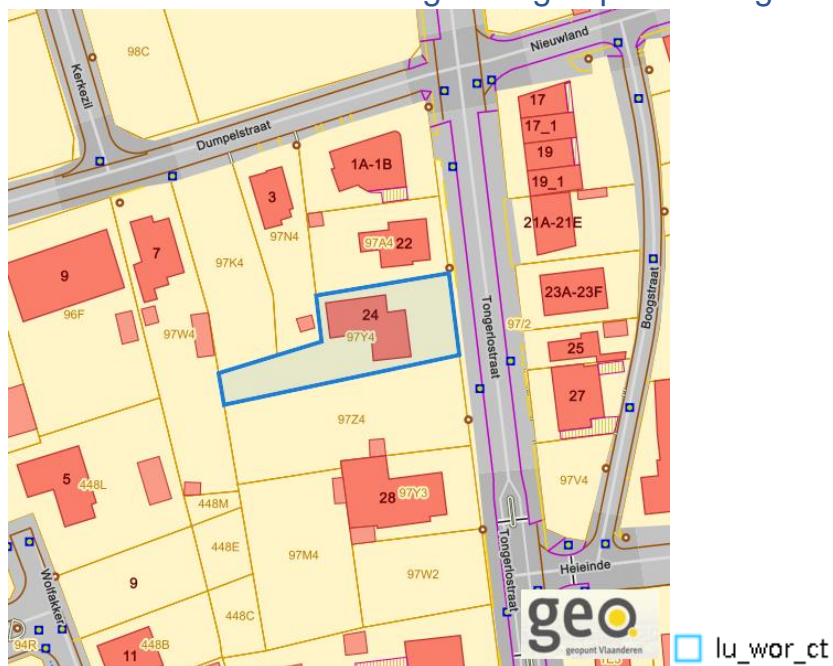 Nieuwland
98C
Kerkezil
Dumpelstraat
17
17_1
1A-1B
19
3
19_1
97N4
21A-21E
97A4 22
7
97K4
9
23A-23F
96F
24
97/2
Boogstraat
97Y4
97W4
Tongerlostraat
25
27
97Z4
5
448L
97V4
28
97Y3
448M
448E
97M4
Tongerlostraat
Heieinde
9
97W2
Wolfakker
448C
geo
geopunt Vlaanderen
94R
448B
11
lu_wor_ct